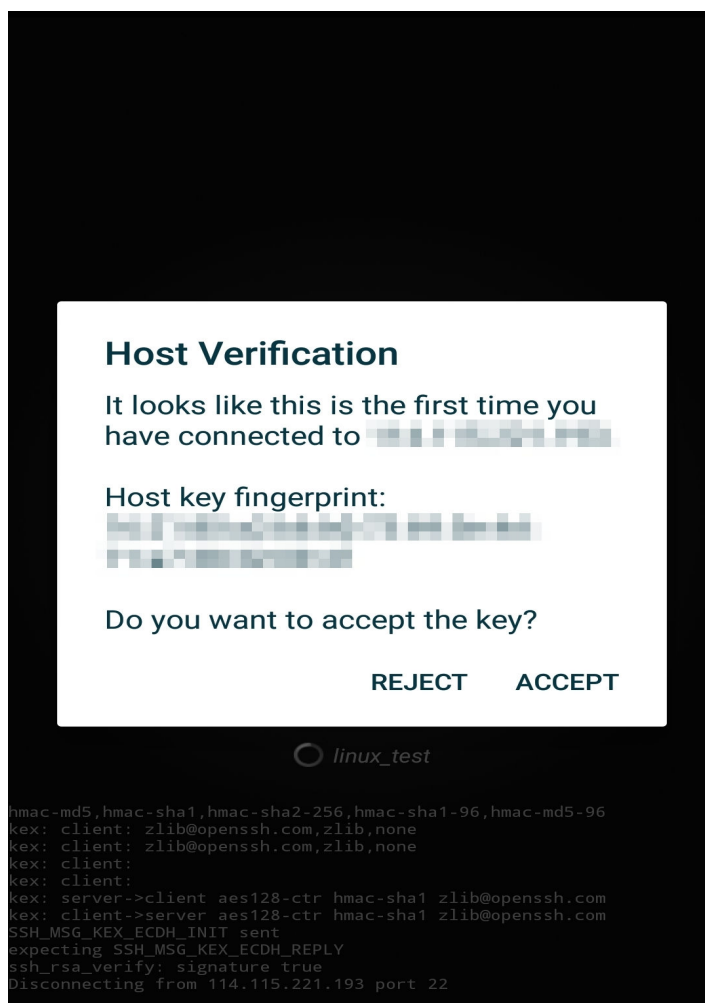 Host Verification
It looks like this is the first time you
have connected to
Host key fingerprint:
Do you want to accept the key?
REJECT ACCEPT
linux_test
hmac-md5,hmac-sha1,hmac-sha2-256,hmac-sha1-96,hmac-md5-96
kex: client: zlib@openssh.com,zlib,none
kex: client: zlib@openssh.com,zlib,none
kex: client:
kex: client:
kex: server->client aes128-ctr hmac-sha1 zlib@openssh.com
kex: client->server aes128-ctr hmac-sha1 zlib@openssh.com
SSH_MSG_KEX_ECDH_INIT sent
expecting SSH_MSG_KEX_ECDH_REPLY
ssh_rsa_verify: signature true
Disconnecting from 114.115.221.193 port 22